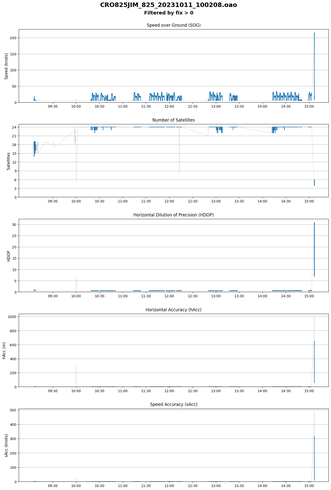 CRO825JIM_825_20231011_100208.oao
Filtered by fix > 0
Speed over Ground (SOG)
Speed (knots)
200
150
100
50
0
09:30 10:00 10:30 11:00 11:30 12:00 12:30 13:00 13:30 14:00 14:30 15:00
Number of Satellites
Satellites
24
21
18
15
12
9
6
3
0
09:30 10:00 10:30 11:00 11:30 12:00 12:30 13:00 13:30 14:00 14:30 15:00
Horizontal Dilution of Precision (HDOP)
HDOP
30
25
20
15
10
5
0
09:30 10:00 10:30 11:00 11:30 12:00 12:30 13:00 13:30 14:00 14:30 15:00
Horizontal Accuracy (hAcc)
hAcc (m)
1000
800
600
400
200
0
09:30 10:00 10:30 11:00 11:30 12:00 12:30 13:00 13:30 14:00 14:30 15:00
Speed Accuracy (sAcc)
sAcc (knots)
500
400
300
200
100
0
09:30 10:00 10:30 11:00 11:30 12:00 12:30 13:00 13:30 14:00 14:30 15:00